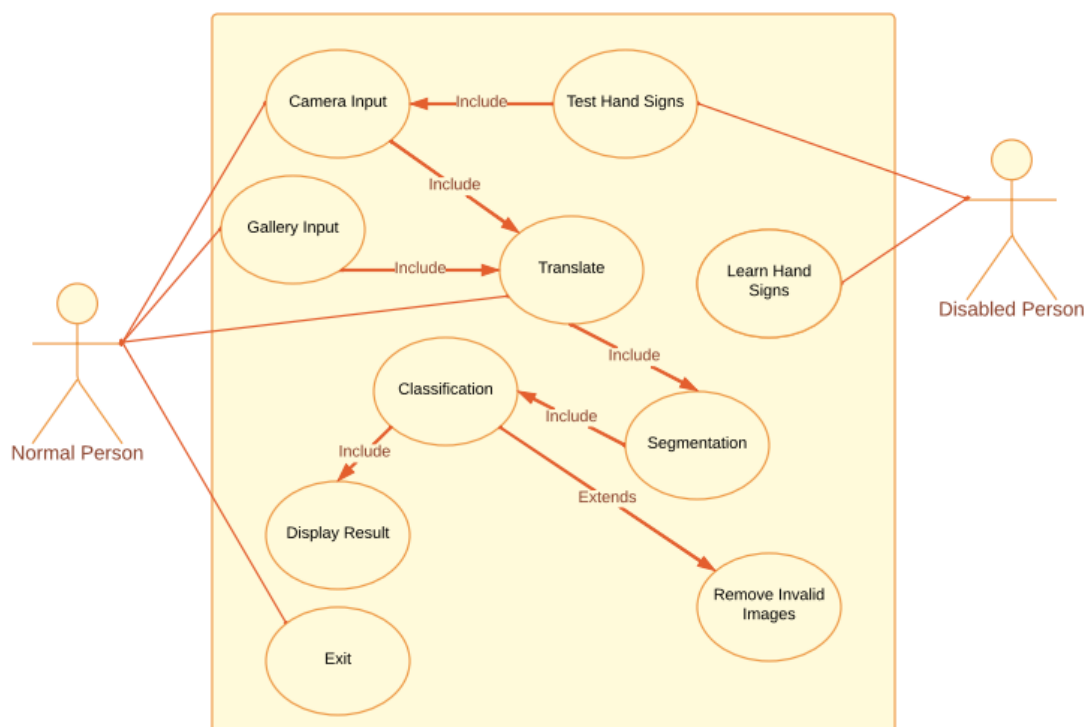 Camera Input
Include
Test Hand Signs
Include
Gallery Input
Include
Translate
Learn Hand
Signs
Disabled Person
Include
Classification
Include
Segmentation
Normal Person
Include
Extends
Display Result
Remove Invalid
Images
Exit